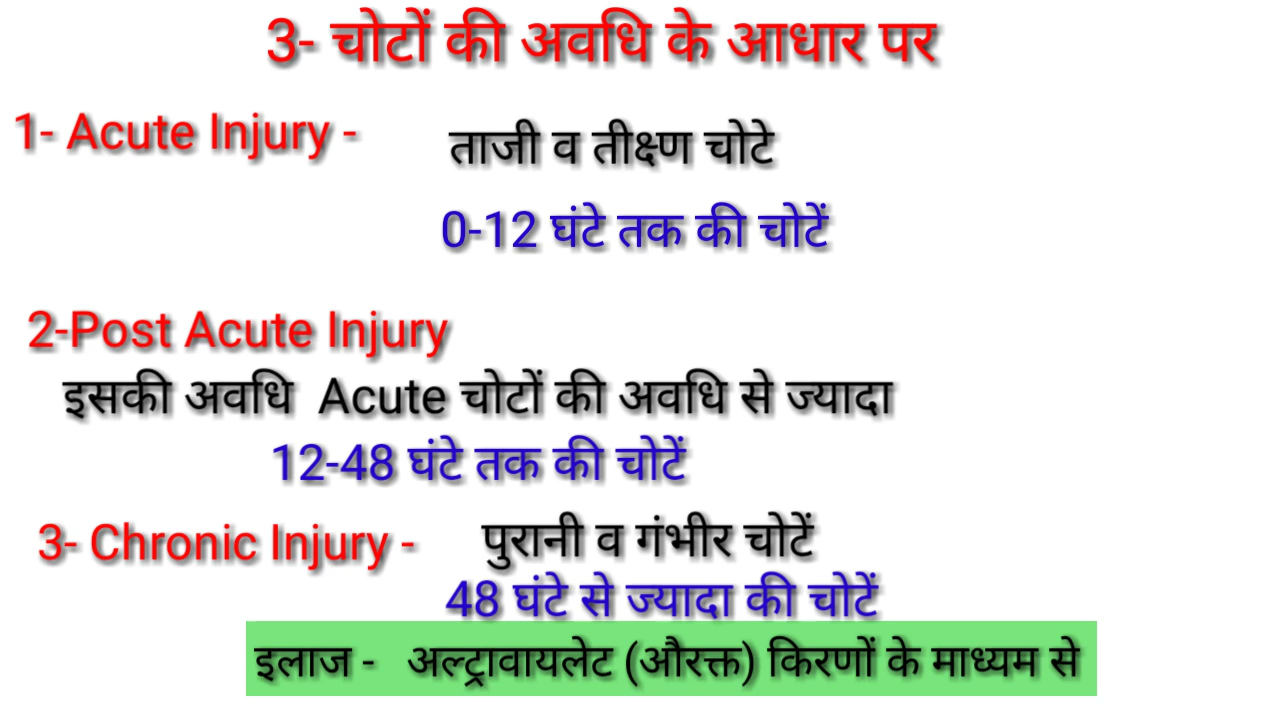 3- चोटों की अवधि के आधार पर
1- Acute Injury - ताजी व तीक्ष्ण चोटे
0-12 घंटे तक की चोटें
2-Post Acute Injury
इसकी अवधि Acute चोटों की अवधि से ज्यादा
12-48 घंटे तक की चोटें
3- Chronic Injury - पुरानी व गंभीर चोटें
48 घंटे से ज्यादा की चोटें
इलाज - अल्ट्रावायलेट (औरक्त) किरणों के माध्यम से